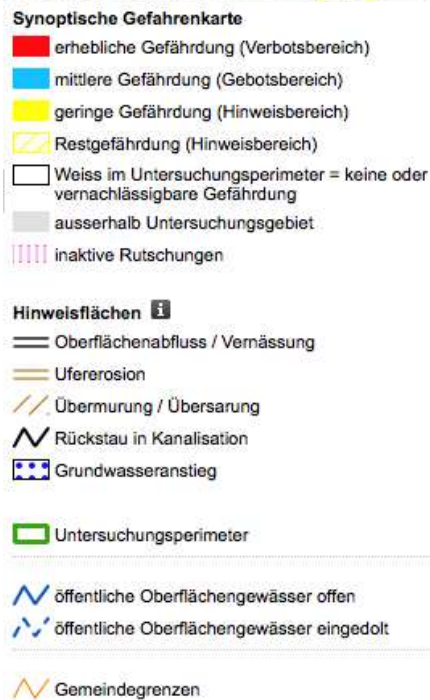 Synoptische Gefahrenkarte
erhebliche Gefährdung (Verbotsbereich)
mittlere Gefährdung (Gebotsbereich)
geringe Gefährdung (Hinweisbereich)
Restgefährdung (Hinweisbereich)
Weiss im Untersuchungsperimeter = keine oder
vernachlässigbare Gefährdung
ausserhalb Untersuchungsgebiet
inaktive Rutschungen
Hinweisflächen i
Oberflächenabfluss / Vernässung
Ufererosion
Übermurung / Übersarung
Rückstau in Kanalisation
Grundwasseranstieg
Untersuchungsperimeter
öffentliche Oberflächengewässer offen
öffentliche Oberflächengewässer eingedolt
Gemeindegrenzen